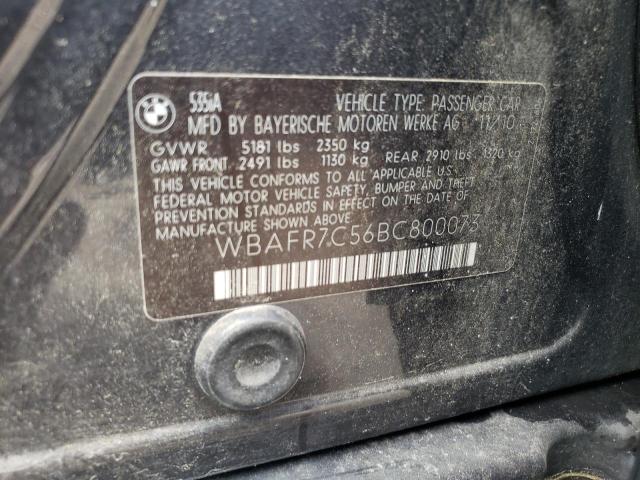 BMW
535iA VEHICLE TYPE: PASSENGER CAR
MFD BY BAYERISCHE MOTOREN WERKE AG 11/10
GVWR 5181 lbs 2350 kg
GAWR FRONT 2491 lbs 1130 kg REAR 2910 lbs 1320 kg
THIS VEHICLE CONFORMS TO ALL APPLICABLE U.S.
FEDERAL MOTOR VEHICLE SAFETY, BUMPER AND THEFT
STANDARDS IN EFFECT ON THE DATE OF
MANUFACTURE SHOWN ABOVE
WBAFR7C56BC800073